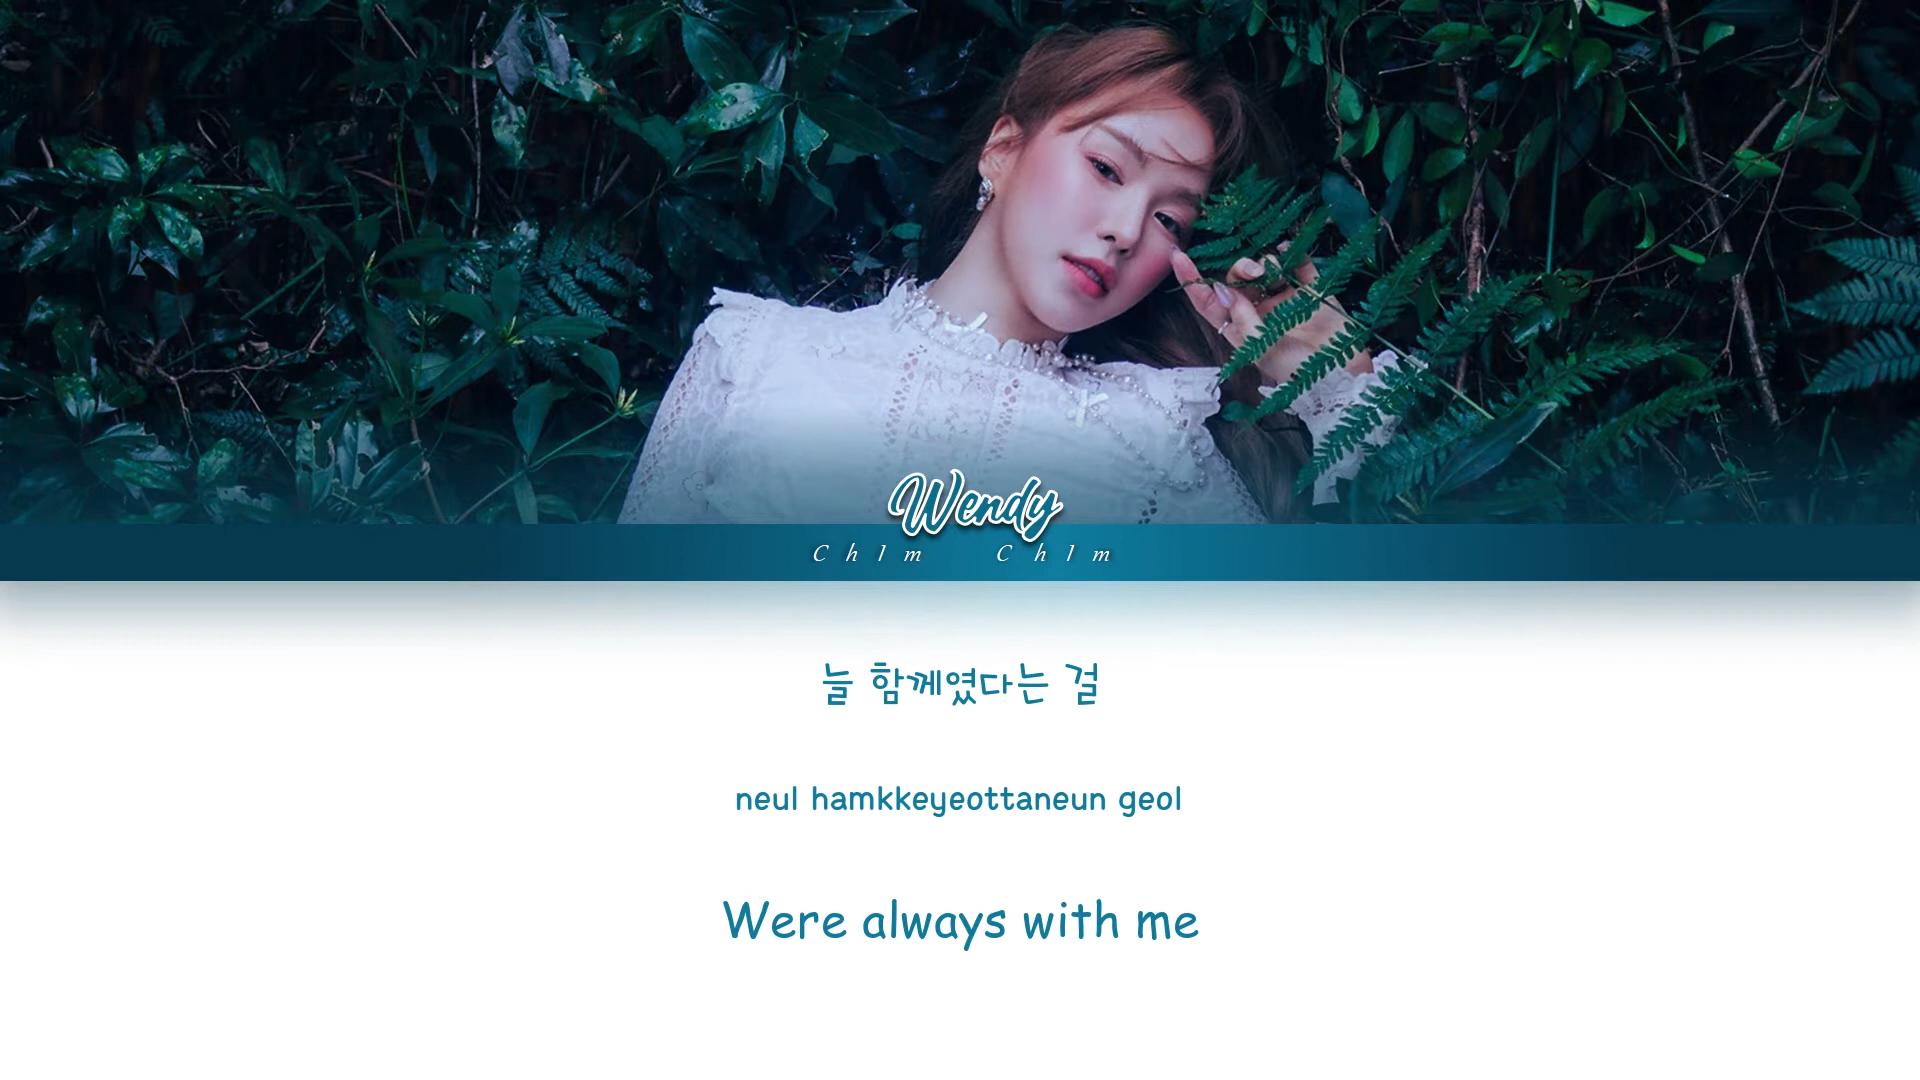 Wendy
Ch1m Ch1m
늘 함께였다는 걸
neul hamkkeyeottaneun geol
Were always with me